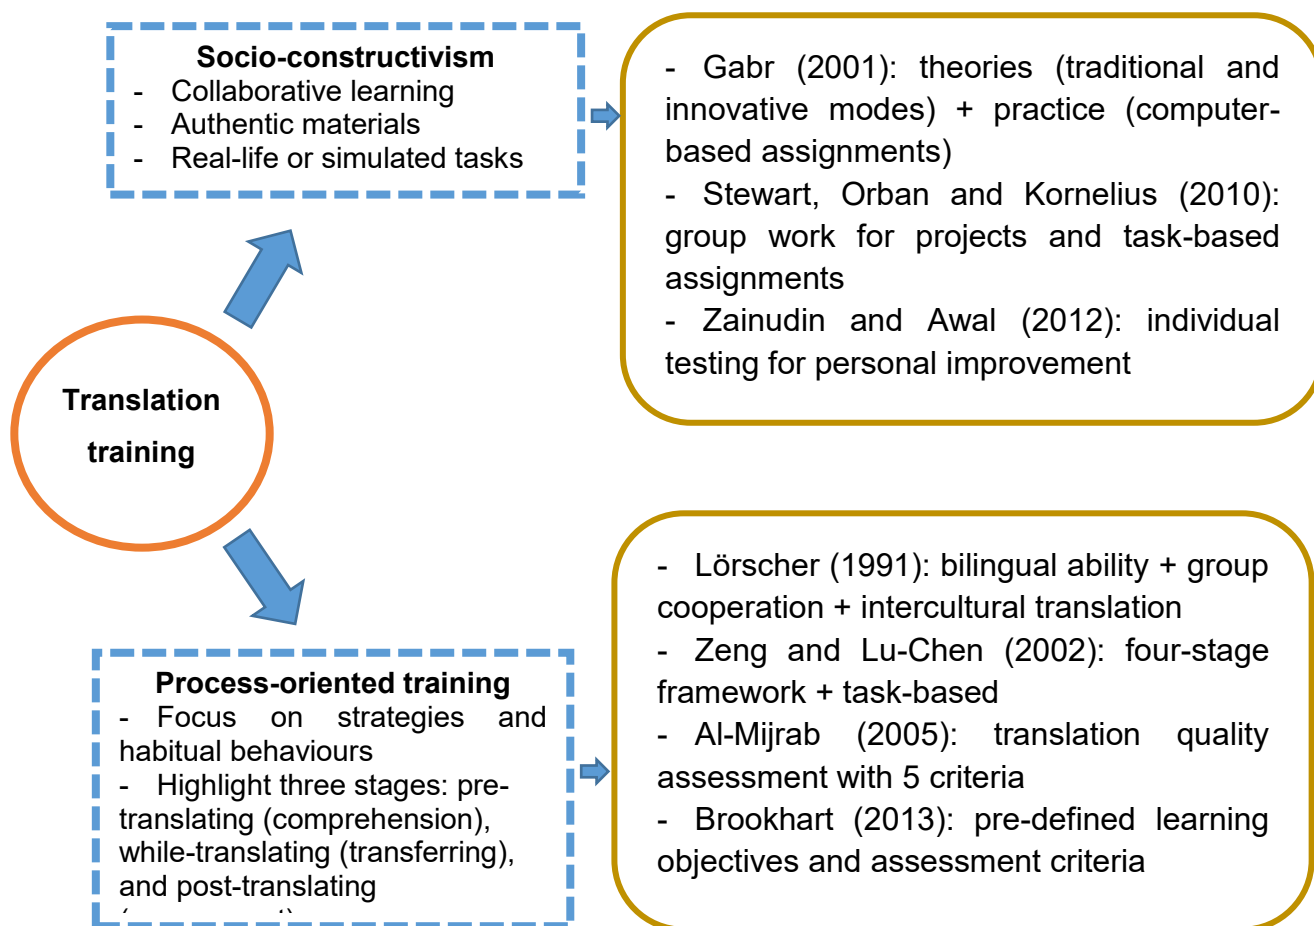 Socio-constructivism
- Collaborative learning
- Authentic materials
- Real-life or simulated tasks
- Gabr (2001): theories (traditional and
innovative modes) + practice (computer-
based assignments)
- Stewart, Orban and Kornelius (2010):
group work for projects and task-based
assignments
- Zainudin and Awal (2012): individual
testing for personal improvement
Translation
training
Process-oriented training
- Focus on strategies and
habitual behaviours
- Highlight three stages: pre-
translating (comprehension),
while-translating (transferring),
and post-translating
- Lörscher (1991): bilingual ability + group
cooperation + intercultural translation
- Zeng and Lu-Chen (2002): four-stage
framework + task-based
- Al-Mijrab (2005): translation quality
assessment with 5 criteria
- Brookhart (2013): pre-defined learning
objectives and assessment criteria